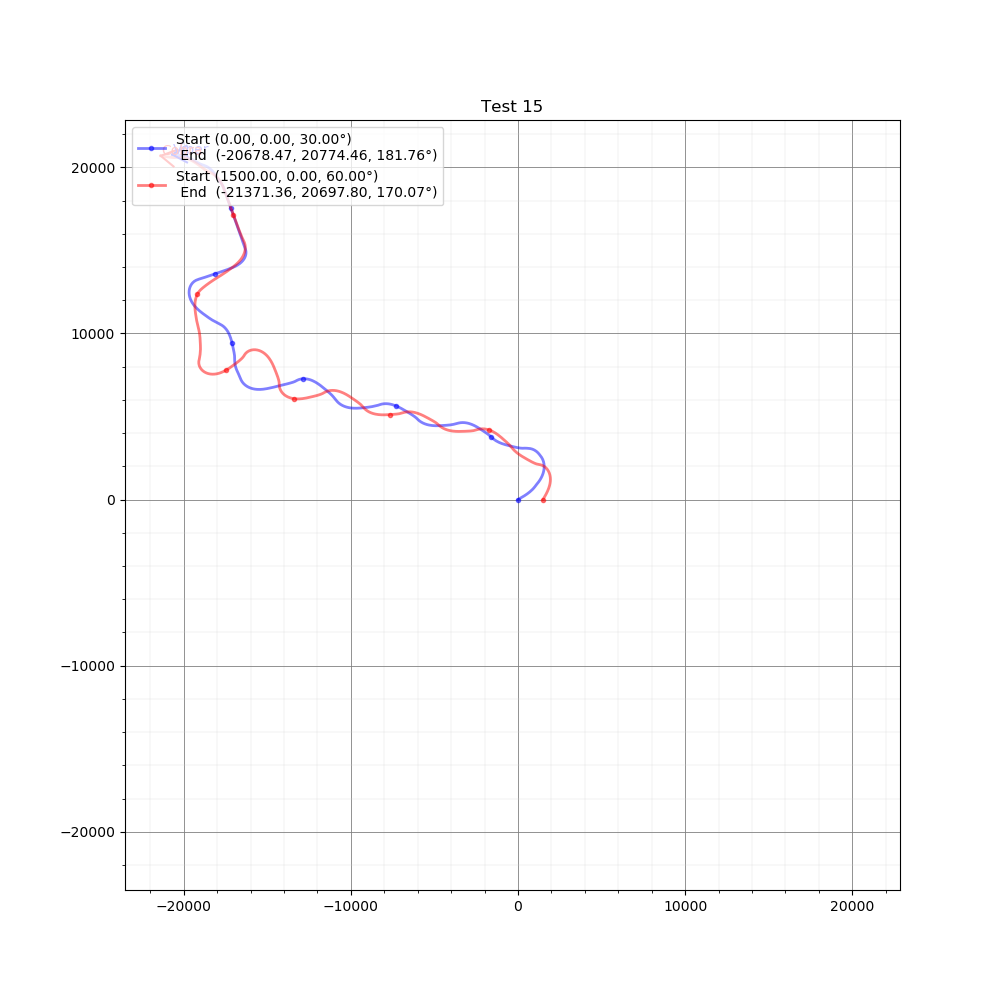 Test 15
Start (0.00, 0.00, 30.00°)
End (-20678.47, 20774.46, 181.76°)
Start (1500.00, 0.00, 60.00°)
End (-21371.36, 20697.80, 170.07°)
20000
10000
0
−10000
−20000
−20000 −10000 0 10000 20000